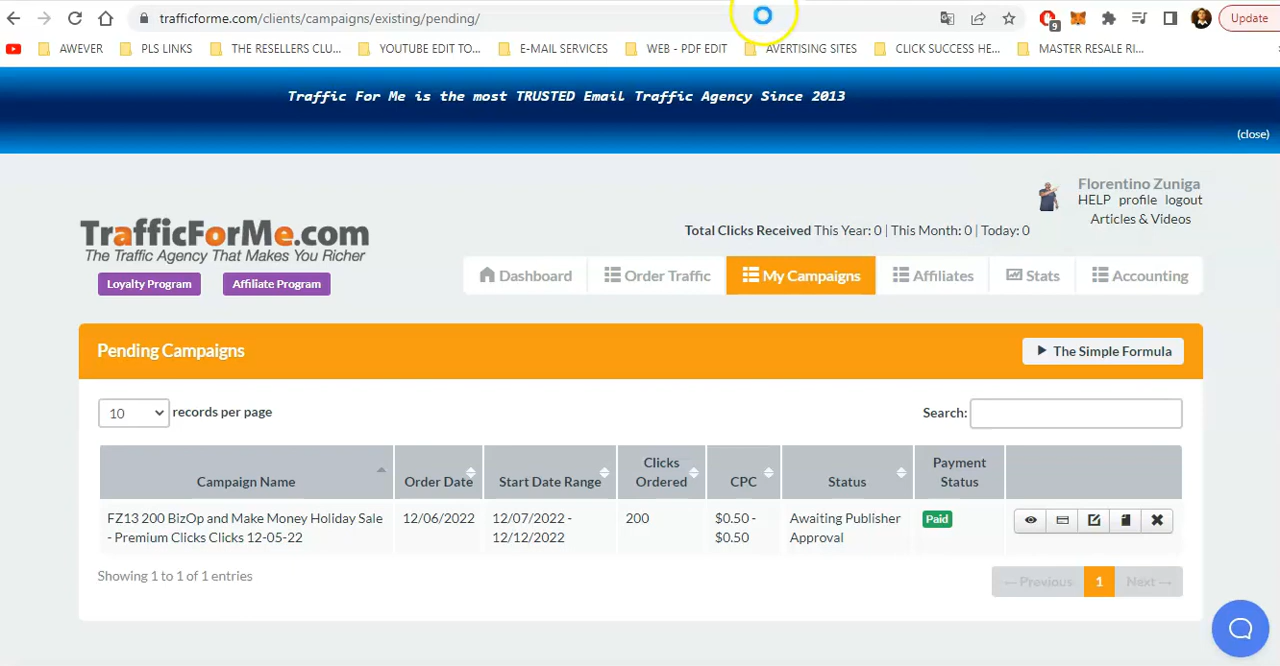 trafficforme.com/clients/campaigns/existing/pending/
9
Update
AWEVER
PLS LINKS
THE RESELLERS CLU...
YOUTUBE EDIT TO...
E-MAIL SERVICES
WEB - PDF EDIT
AVERTISING SITES
CLICK SUCCESS HE...
MASTER RESALE RI...
Traffic For Me is the most TRUSTED Email Traffic Agency Since 2013
(close)
Florentino Zuniga
HELP profile logout
Articles & Videos
TrafficForMe.com
The Traffic Agency That Makes You Richer
Total Clicks Received This Year: 0 | This Month: 0 | Today: 0
Loyalty Program
Affiliate Program
Dashboard
Order Traffic
My Campaigns
Affiliates
Stats
Accounting
Pending Campaigns
The Simple Formula
10 records per page
Search:
Campaign Name
Order Date
Start Date Range
Clicks
Ordered
CPC
Status
Payment
Status
FZ13 200 BizOp and Make Money Holiday Sale
- Premium Clicks Clicks 12-05-22
12/06/2022
12/07/2022 -
12/12/2022
200
$0.50 -
$0.50
Awaiting Publisher
Approval
Paid
Showing 1 to 1 of 1 entries
← Previous
1
Next →